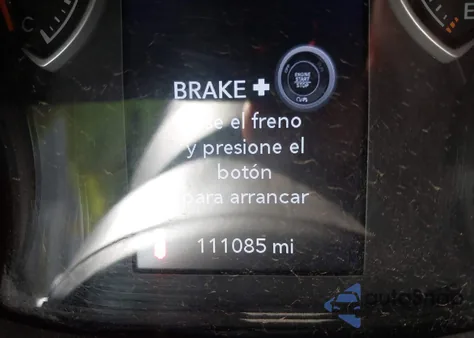 C
E
ENGINE
START
STOP
BRAKE +
el freno
y presione el
botón
para arrancar
111085 mi